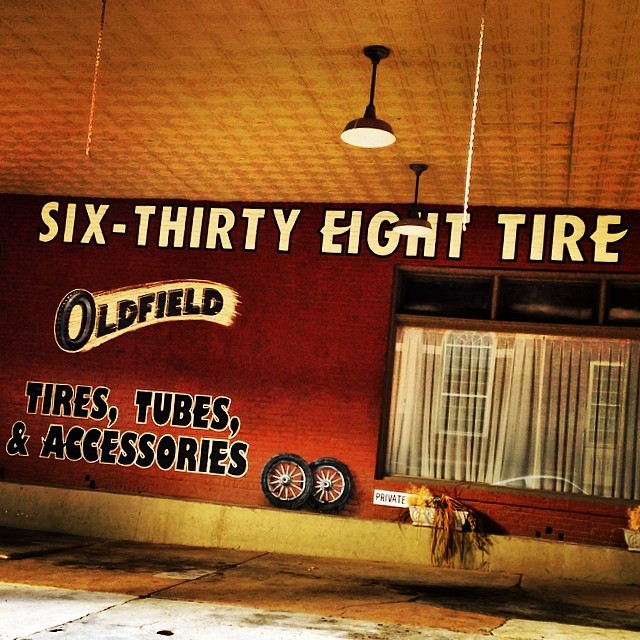 SIX-THIRTY EIGHT TIRE
OLDFIELD
TIRES, TUBES,
& ACCESSORIES
PRIVATE